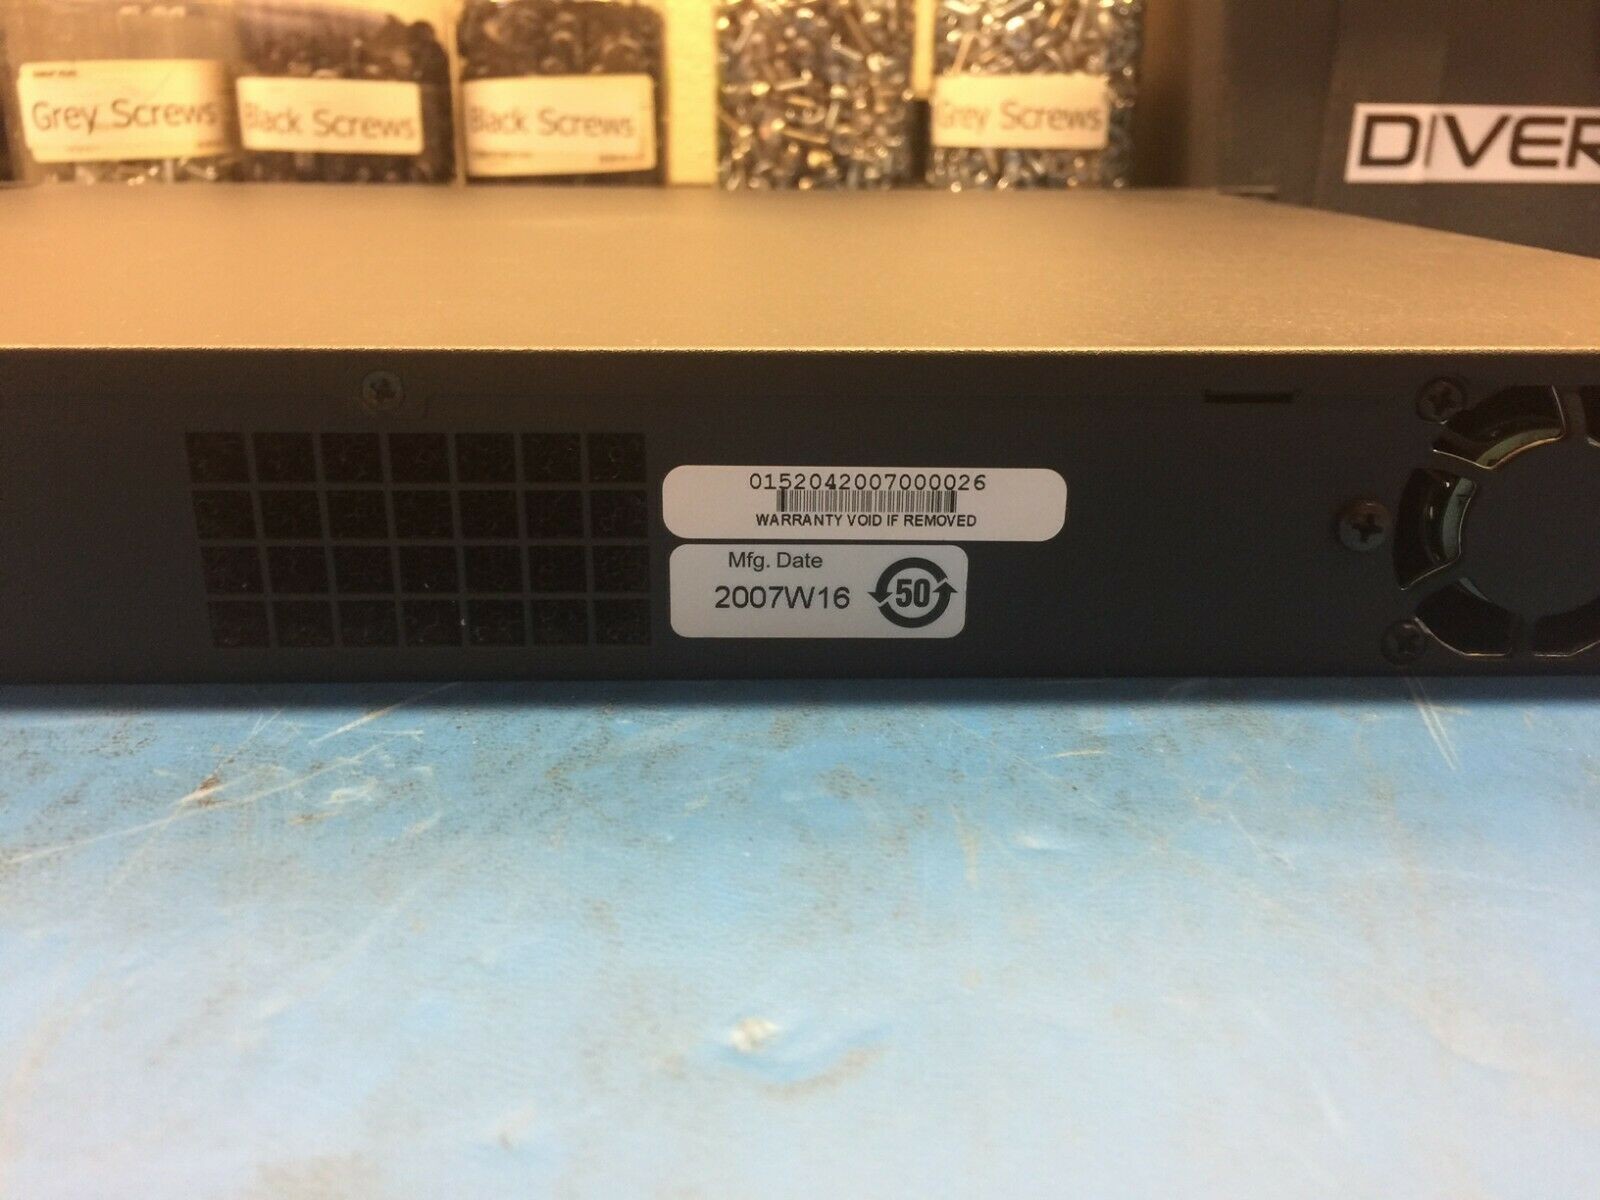 Grey Screws
Black Screws
Black Screws
Grey Screws
DIVER
0152042007000026
WARRANTY VOID IF REMOVED
Mfg. Date
2007W16
50